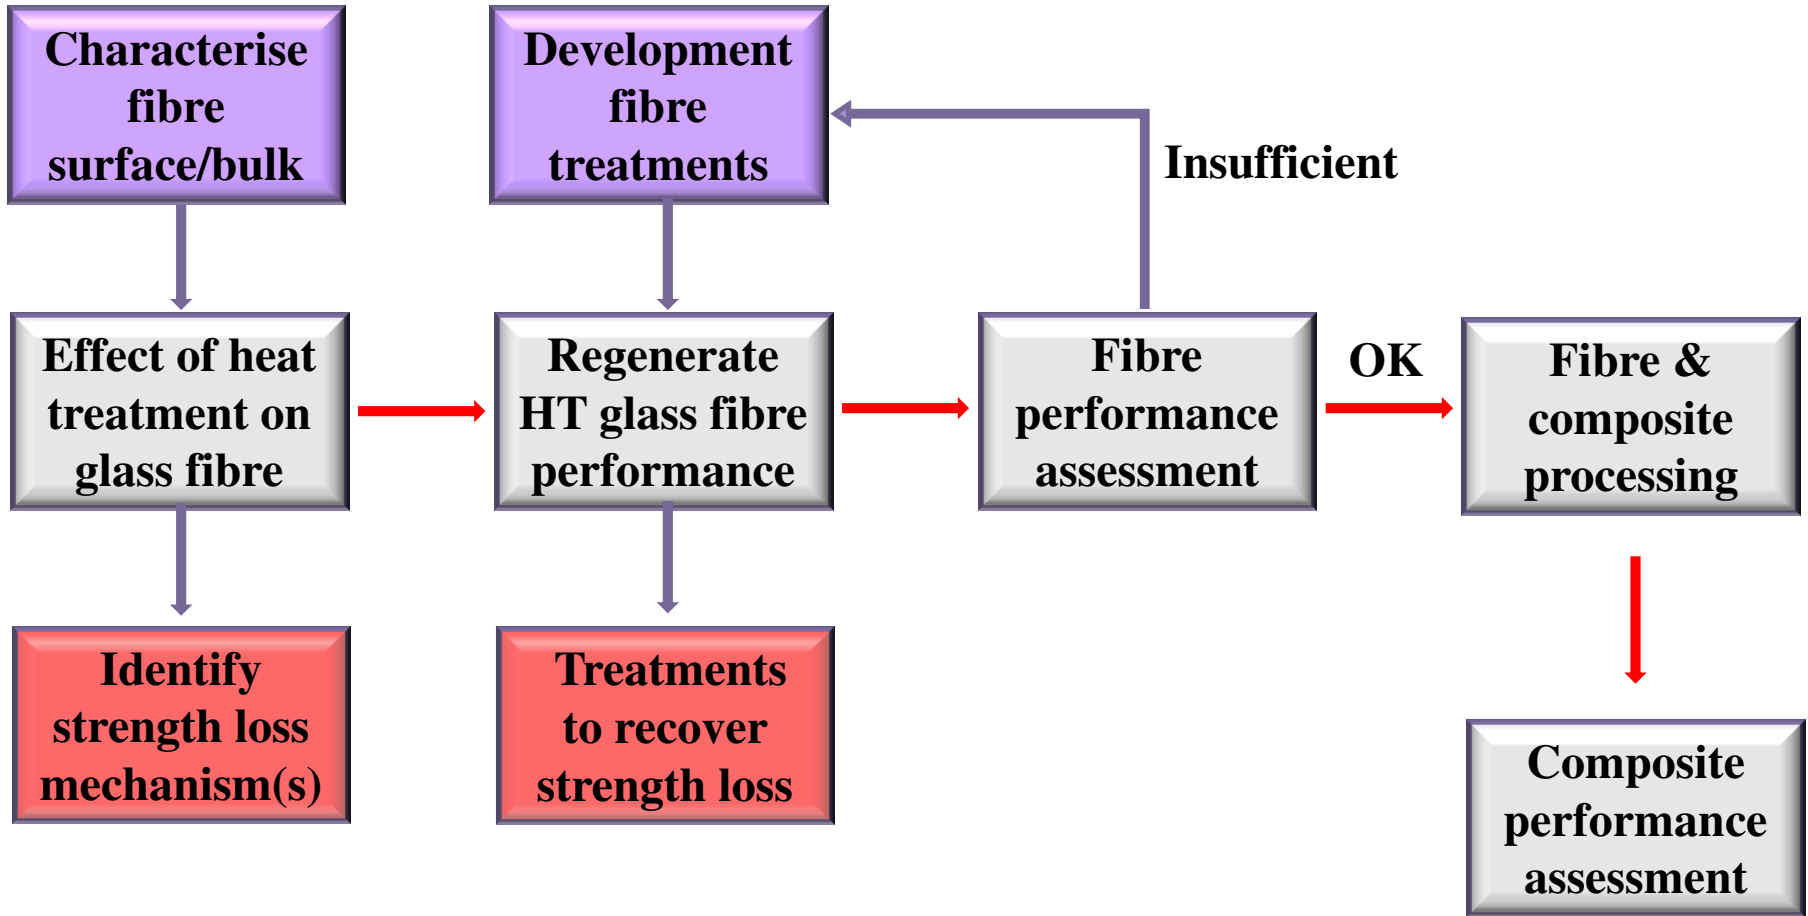 Characterise
fibre
surface/bulk
Development
fibre
treatments
Insufficient
Effect of heat
treatment on
glass fibre
Regenerate
HT glass fibre
performance
Fibre
performance
assessment
OK
Fibre &
composite
processing
Identify
strength loss
mechanism(s)
Treatments
to recover
strength loss
Composite
performance
assessment